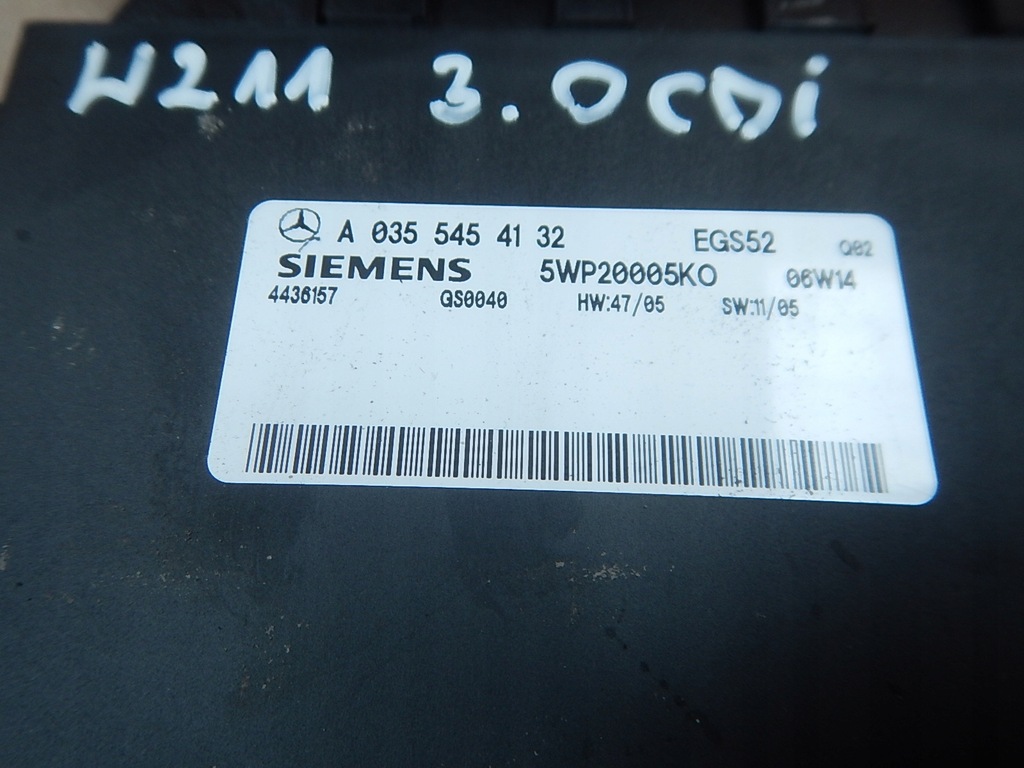 W211 3.0CDi
A 035 545 41 32 EGS52 Q02
SIEMENS 5WP20005KO 06W14
4436157 GS0040 HW:47/05 SW:11/05